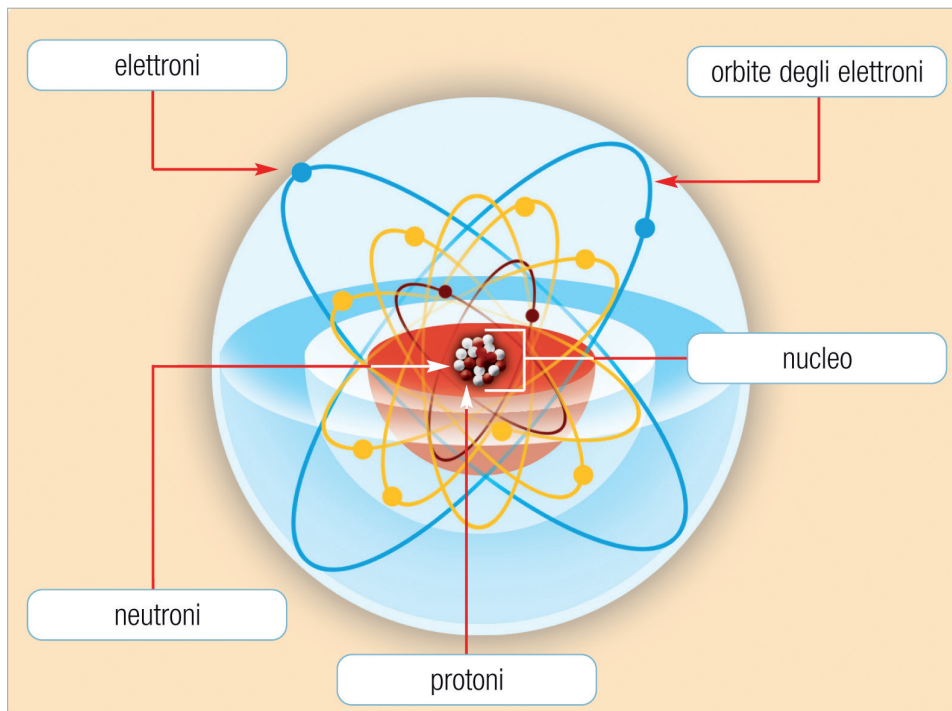 elettroni
orbite degli elettroni
nucleo
neutroni
protoni